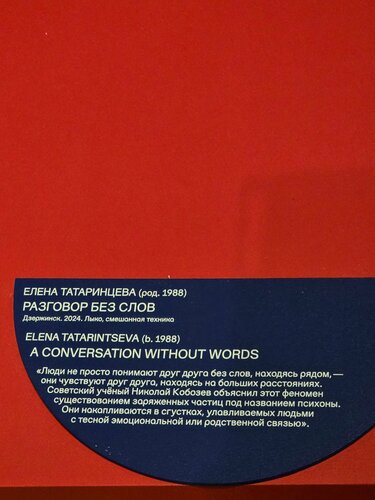 ЕЛЕНА ТАТАРИНЦЕВА (род. 1988)
РАЗГОВОР БЕЗ СЛОВ
Дзержинск. 2024. Лыко, смешанная техника
ELENA TATARINTSEVA (b. 1988)
A CONVERSATION WITHOUT WORDS
«Люди не просто понимают друг друга без слов, находясь рядом, —
они чувствуют друг друга, находясь на больших расстояниях.
Советский учёный Николай Кобозев объяснил этот феномен
существованием заряженных частиц под названием психоны.
Они накапливаются в сгустках, улавливаемых людьми
с тесной эмоциональной или родственной связью».